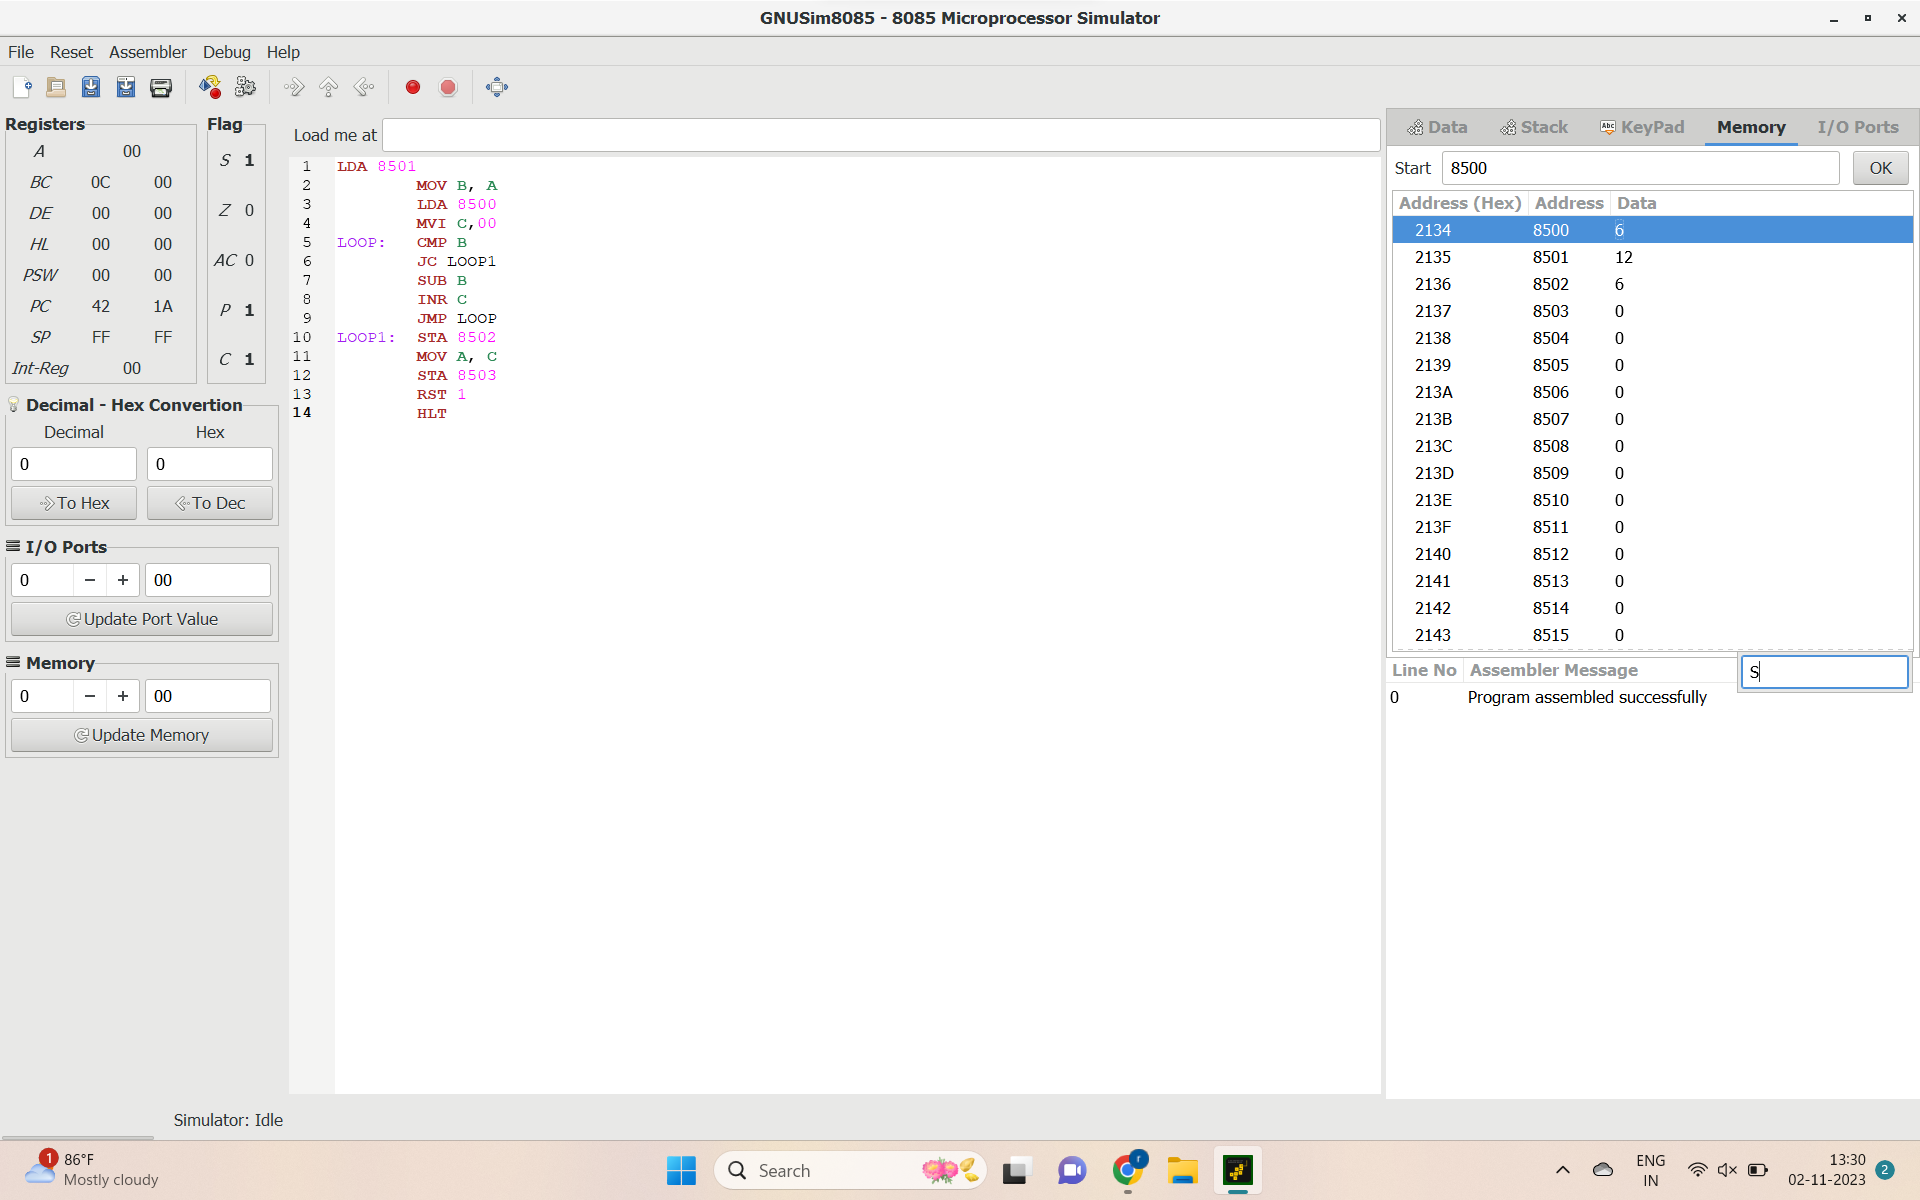 GNUSim8085 - 8085 Microprocessor Simulator
File Reset Assembler Debug Help
Registers
A 00
BC 0C 00
DE 00 00
HL 00 00
PSW 00 00
PC 42 1A
SP FF FF
Int-Reg 00
Flag
S 1
Z 0
AC 0
P 1
C 1
Decimal - Hex Convertion
Decimal Hex
0 0
To Hex To Dec
I/O Ports
0 − + 00
Update Port Value
Memory
0 − + 00
Update Memory
Load me at
1 LDA 8501
2 MOV B, A
3 LDA 8500
4 MVI C,00
5 LOOP: CMP B
6 JC LOOP1
7 SUB B
8 INR C
9 JMP LOOP
10 LOOP1: STA 8502
11 MOV A, C
12 STA 8503
13 RST 1
14 HLT
Data Stack Abc KeyPad Memory I/O Ports
Start 8500 OK
Address (Hex) Address Data
2134 8500 6
2135 8501 12
2136 8502 6
2137 8503 0
2138 8504 0
2139 8505 0
213A 8506 0
213B 8507 0
213C 8508 0
213D 8509 0
213E 8510 0
213F 8511 0
2140 8512 0
2141 8513 0
2142 8514 0
2143 8515 0
Line No Assembler Message S
0 Program assembled successfully
Simulator: Idle
1 86°F
Mostly cloudy
Search
r
ENG
IN
13:30
02-11-2023
2